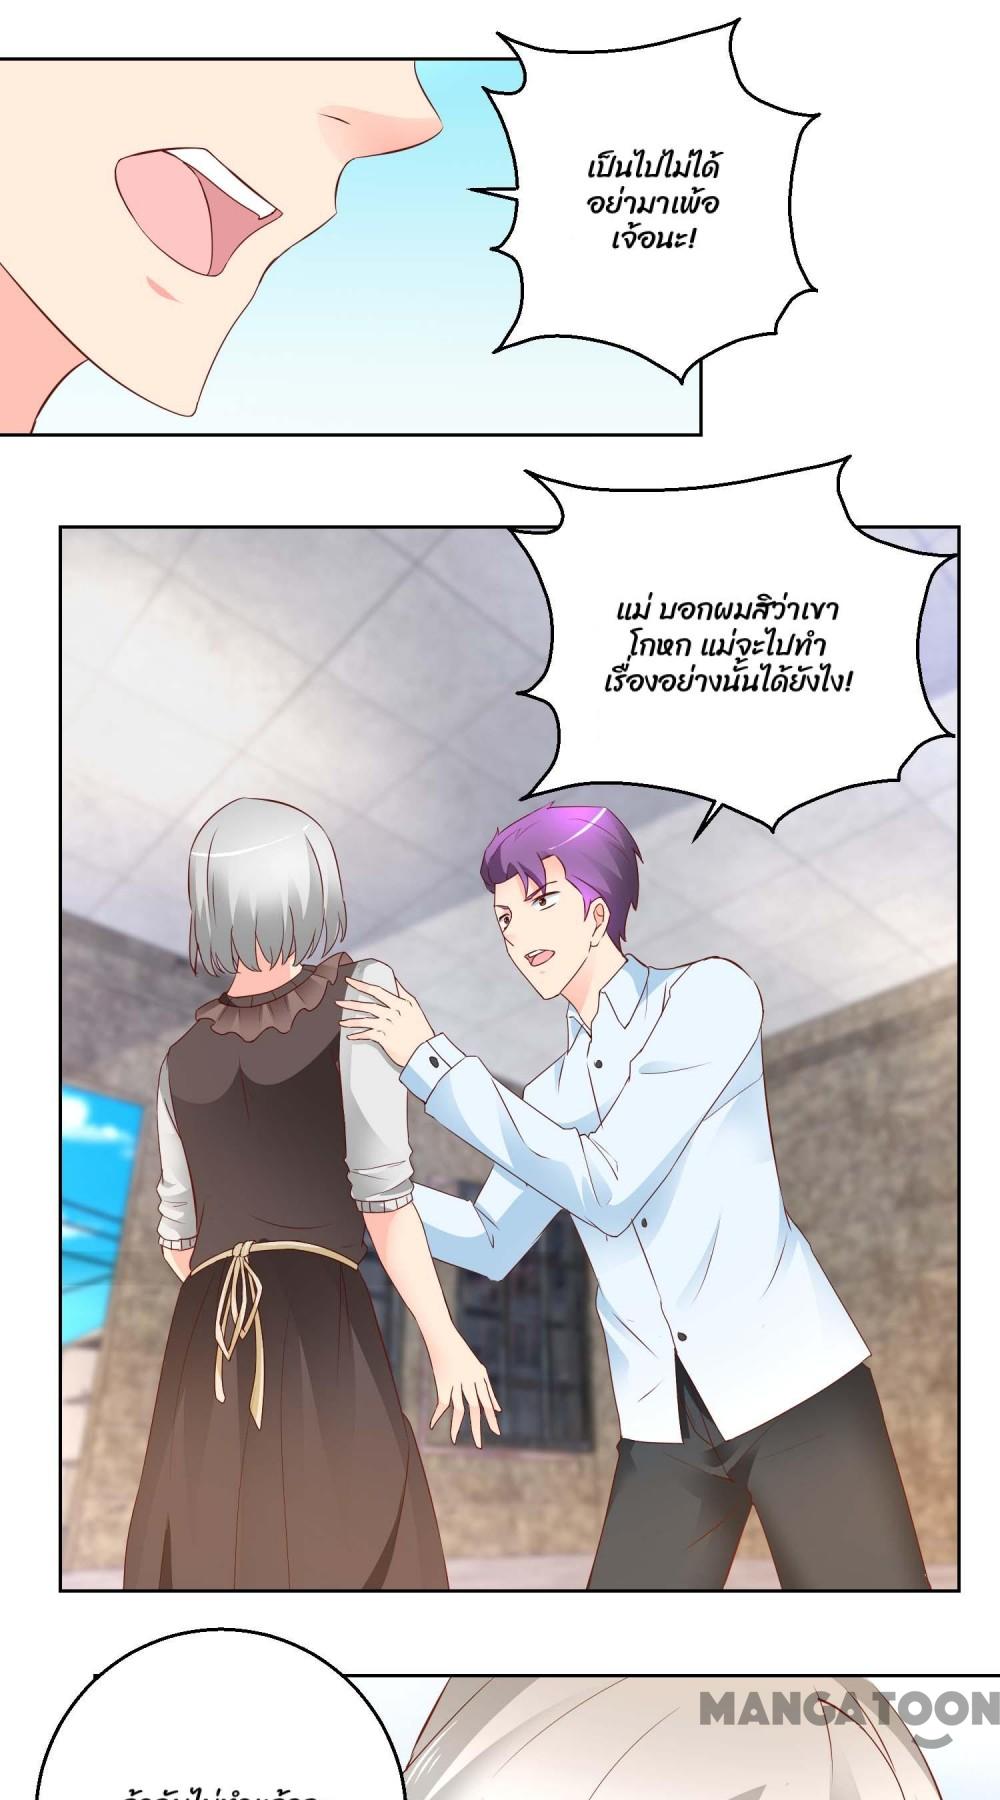 เป็นไปไม่ได้
อย่ามาเพ้อ
เจ้อนะ!
แม่ บอกผมสิว่าเขา
โกหก แม่จะไปทำ
เรื่องอย่างนั้นได้ยังไง!
MANGATOON